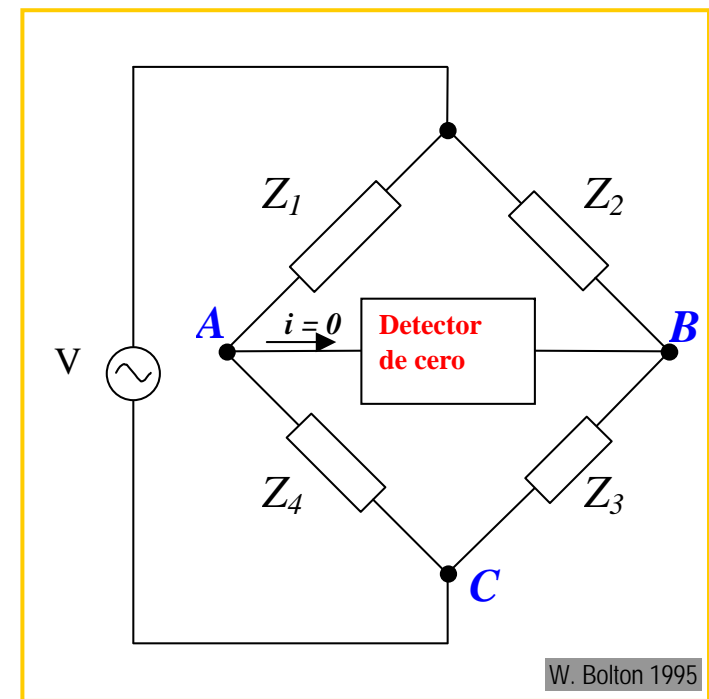 Z1
Z2
A
i = 0
Detector
de cero
B
V
Z4
Z3
C
W. Bolton 1995